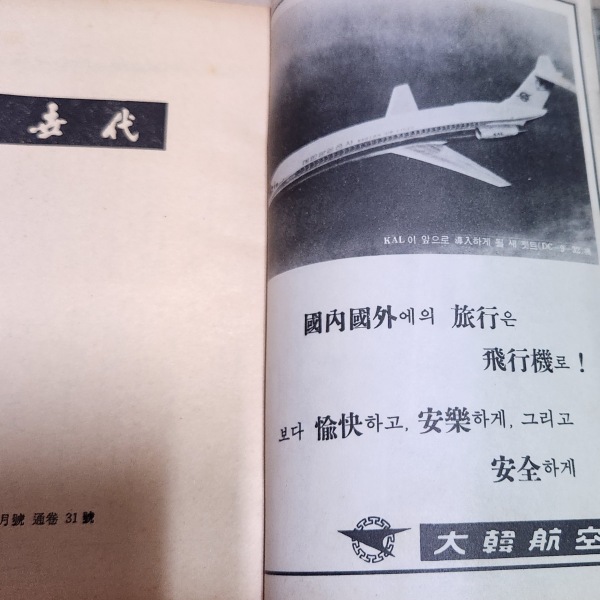 世代
月號 通卷 31號
KAL이 앞으로 導入하게 될 새 젯트(DC-9
國內國外에의 旅行은
飛行機로!
보다 愉快하고, 安樂하게, 그리고
安全하게
大韓航空